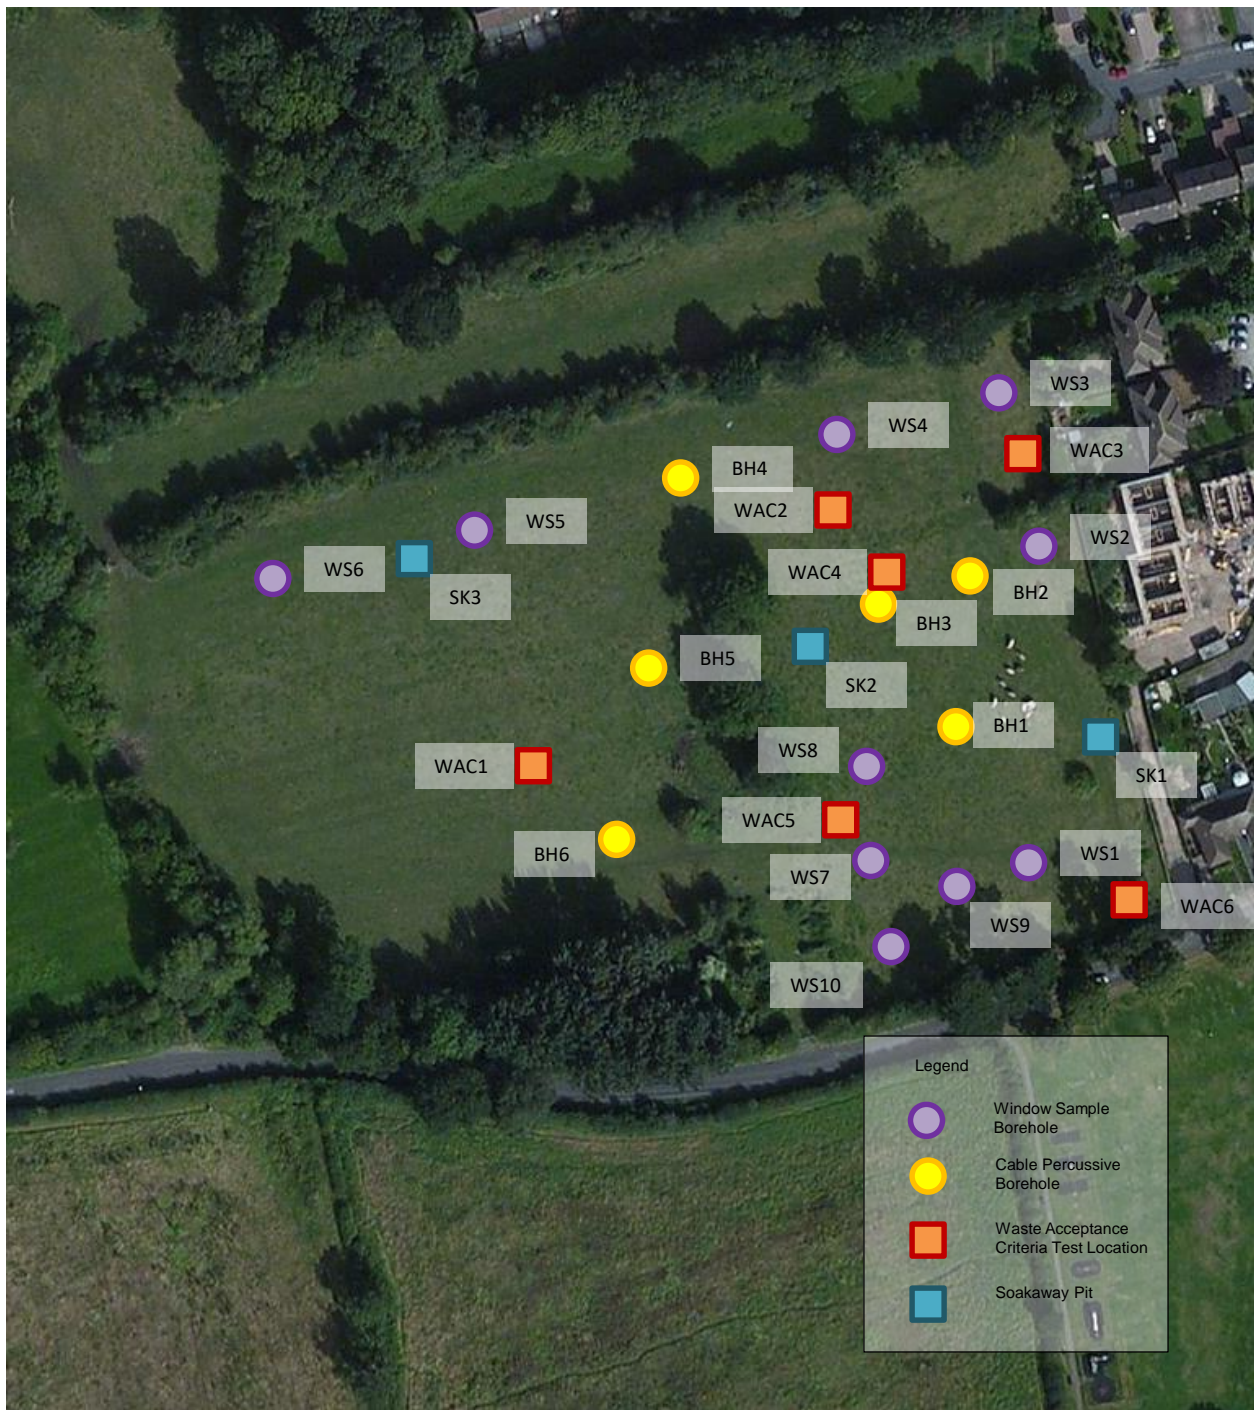 WS3
WS4
WAC3
BH4
WAC2
WS5
WS2
WS6
WAC4
SK3
BH2
BH3
BH5
SK2
BH1
WS8
WAC1
SK1
WAC5
BH6
WS1
WS7
WAC6
WS9
WS10
Legend
Window Sample
Borehole
Cable Percussive
Borehole
Waste Acceptance
Criteria Test Location
Soakaway Pit